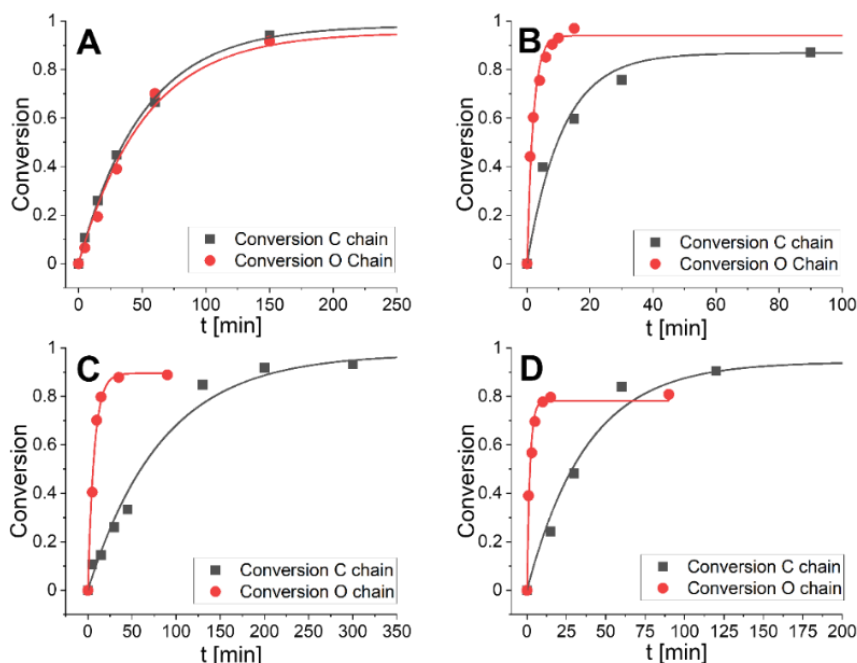 A
Conversion
1
0.8
0.6
0.4
0.2
0
Conversion C chain
Conversion O Chain
0 50 100 150 200 250
t [min]
B
Conversion
1
0.8
0.6
0.4
0.2
0
Conversion C chain
Conversion O Chain
0 20 40 60 80 100
t [min]
C
Conversion
1
0.8
0.6
0.4
0.2
0
Conversion C chain
Conversion O chain
0 50 100 150 200 250 300 350
t [min]
D
Conversion
1
0.8
0.6
0.4
0.2
0
Conversion C chain
Conversion O chain
0 25 50 75 100 125 150 175 200
t [min]